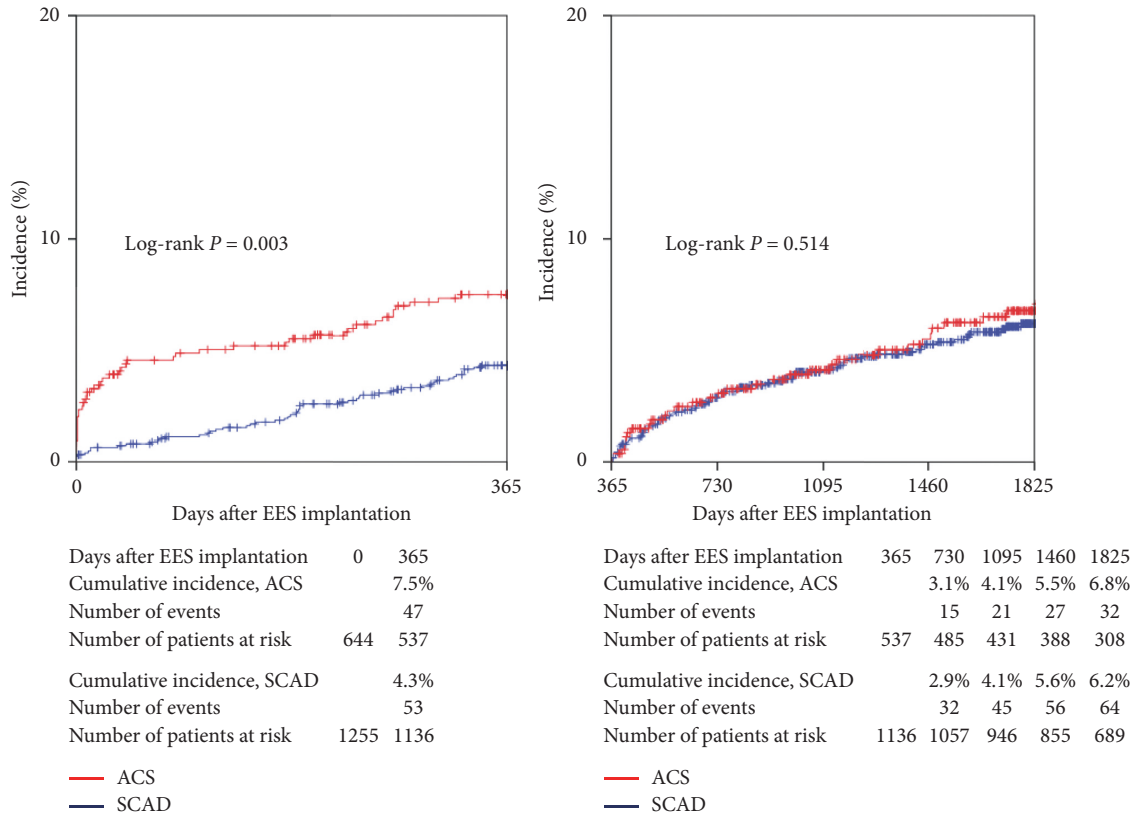 20
10
0
Incidence (%)
Log-rank P = 0.003
0 365
Days after EES implantation
Days after EES implantation 0 365
Cumulative incidence, ACS 7.5%
Number of events 47
Number of patients at risk 644 537
Cumulative incidence, SCAD 4.3%
Number of events 53
Number of patients at risk 1255 1136
ACS
SCAD
20
10
0
Incidence (%)
Log-rank P = 0.514
365 730 1095 1460 1825
Days after EES implantation
Days after EES implantation 365 730 1095 1460 1825
Cumulative incidence, ACS 3.1% 4.1% 5.5% 6.8%
Number of events 15 21 27 32
Number of patients at risk 537 485 431 388 308
Cumulative incidence, SCAD 2.9% 4.1% 5.6% 6.2%
Number of events 32 45 56 64
Number of patients at risk 1136 1057 946 855 689
ACS
SCAD